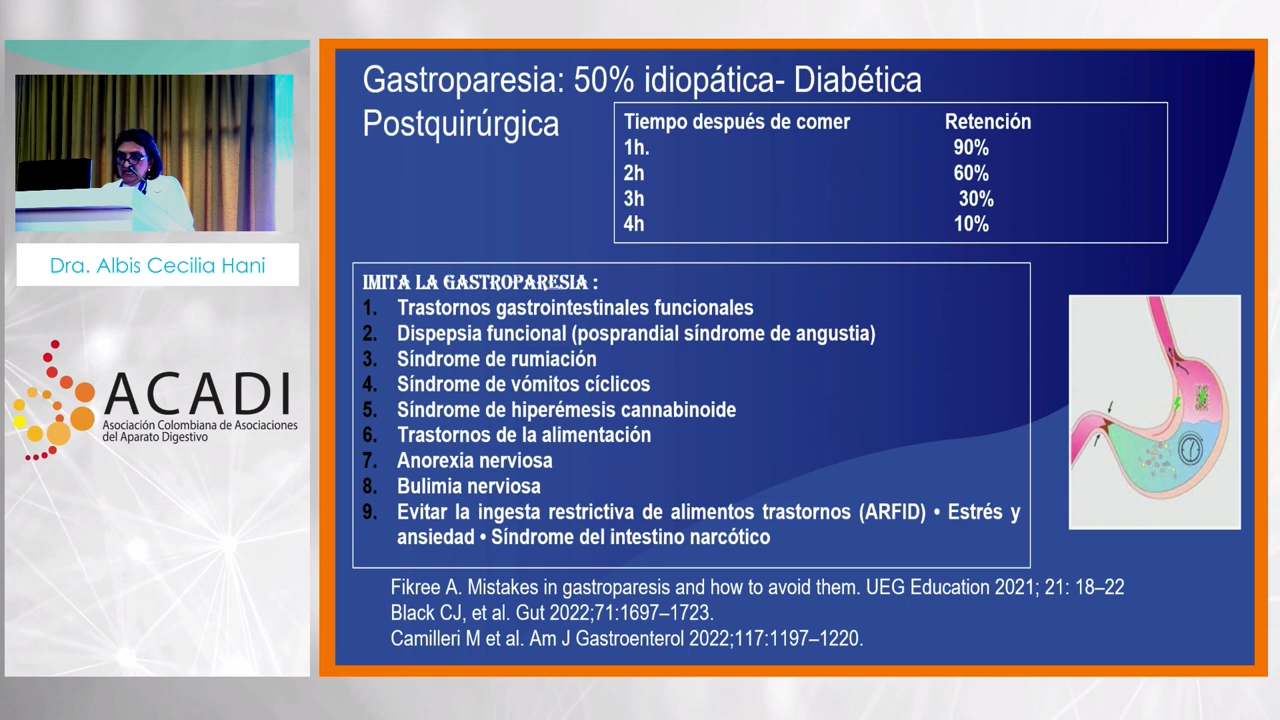 Dra. Albis Cecilia Hani
ACADI
Asociación Colombiana de Asociaciones
del Aparato Digestivo
Gastroparesia: 50% idiopática- Diabética
Postquirúrgica
Tiempo después de comer Retención
1h. 90%
2h 60%
3h 30%
4h 10%
IMITA LA GASTROPARESIA :
1. Trastornos gastrointestinales funcionales
2. Dispepsia funcional (posprandial síndrome de angustia)
3. Síndrome de rumiación
4. Síndrome de vómitos cíclicos
5. Síndrome de hiperémesis cannabinoide
6. Trastornos de la alimentación
7. Anorexia nerviosa
8. Bulimia nerviosa
9. Evitar la ingesta restrictiva de alimentos trastornos (ARFID) • Estrés y
ansiedad • Síndrome del intestino narcótico
Fikree A. Mistakes in gastroparesis and how to avoid them. UEG Education 2021; 21: 18–22
Black CJ, et al. Gut 2022;71:1697–1723.
Camilleri M et al. Am J Gastroenterol 2022;117:1197–1220.